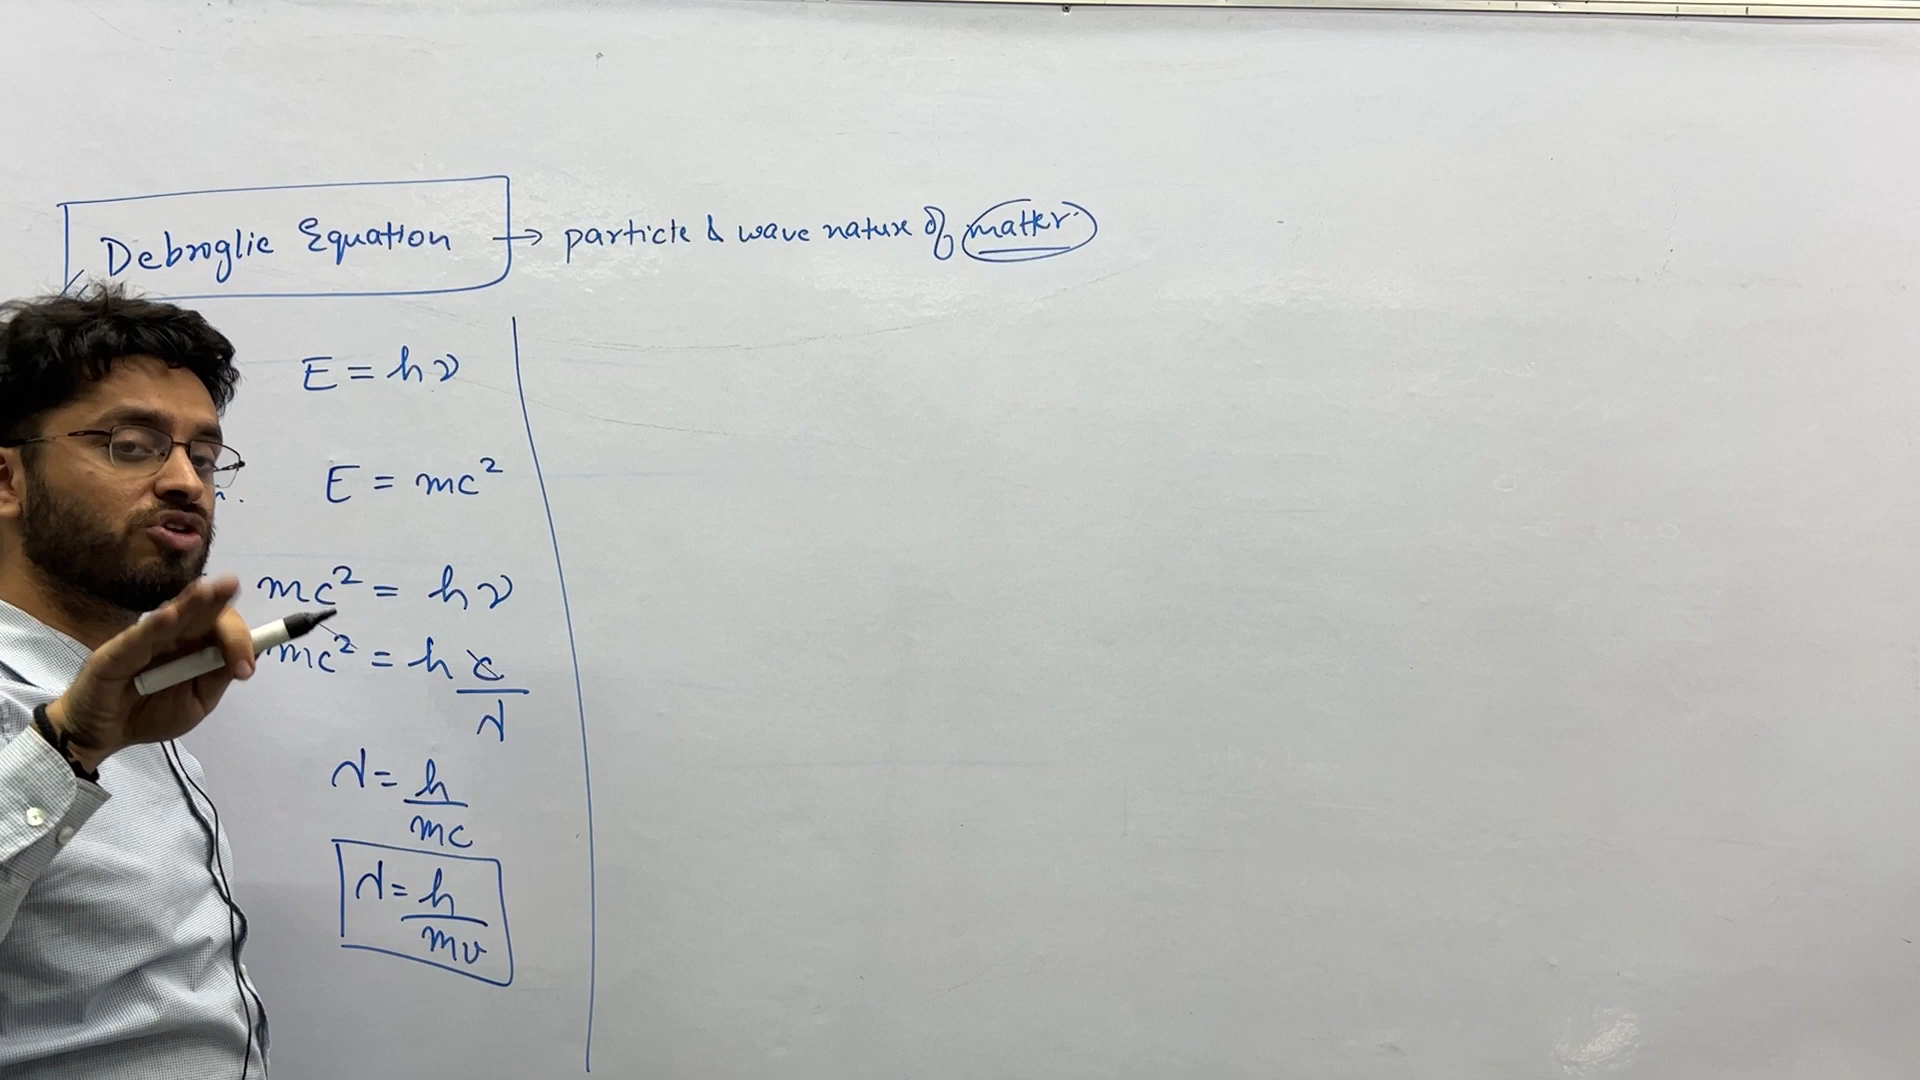 Debroglie Equation → particle & wave nature of matter.
E = hν
E = mc²
mc² = hν
mc² = h c/λ
λ = h/mc
λ = h/mv